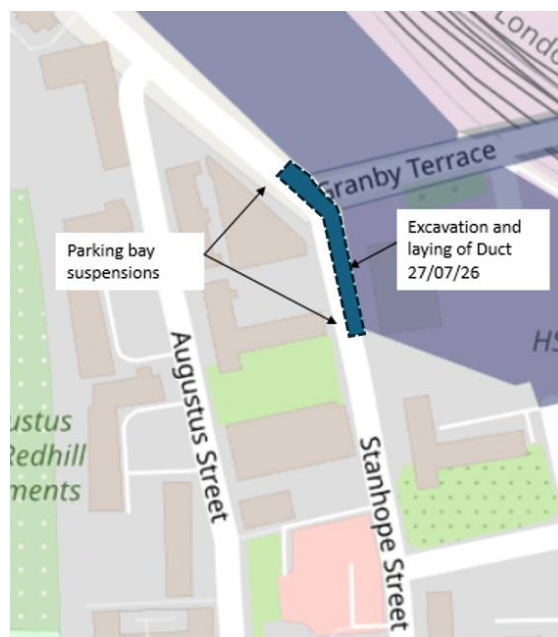 London
Granby Terrace
Parking bay
suspensions
Excavation and
laying of Duct
27/07/26
HS
ustus
Redhill
ments
Augustus Street
Stanhope Street